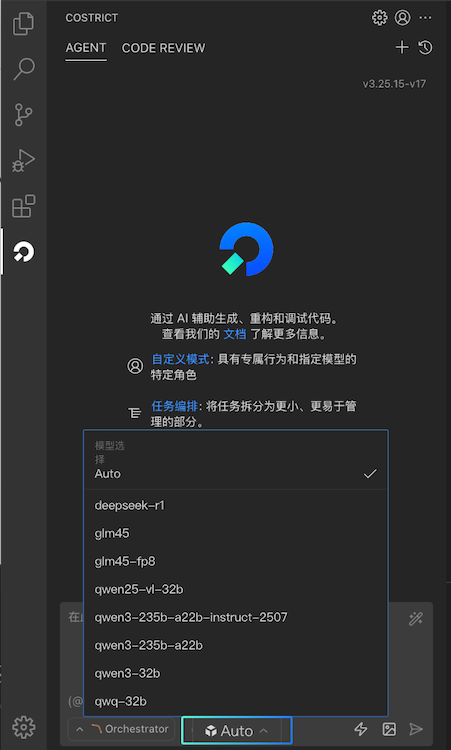 COSTRICT
AGENT CODE REVIEW
v3.25.15-v17
通过 AI 辅助生成、重构和调试代码。
查看我们的 文档 了解更多信息。
自定义模式: 具有专属行为和指定模型的
特定角色
任务编排: 将任务拆分为更小、更易于管
理的部分。
模型选
择
Auto
deepseek-r1
glm45
glm45-fp8
qwen25-vl-32b
qwen3-235b-a22b-instruct-2507
在
qwen3-235b-a22b
qwen3-32b
qwq-32b
(@
Orchestrator
Auto